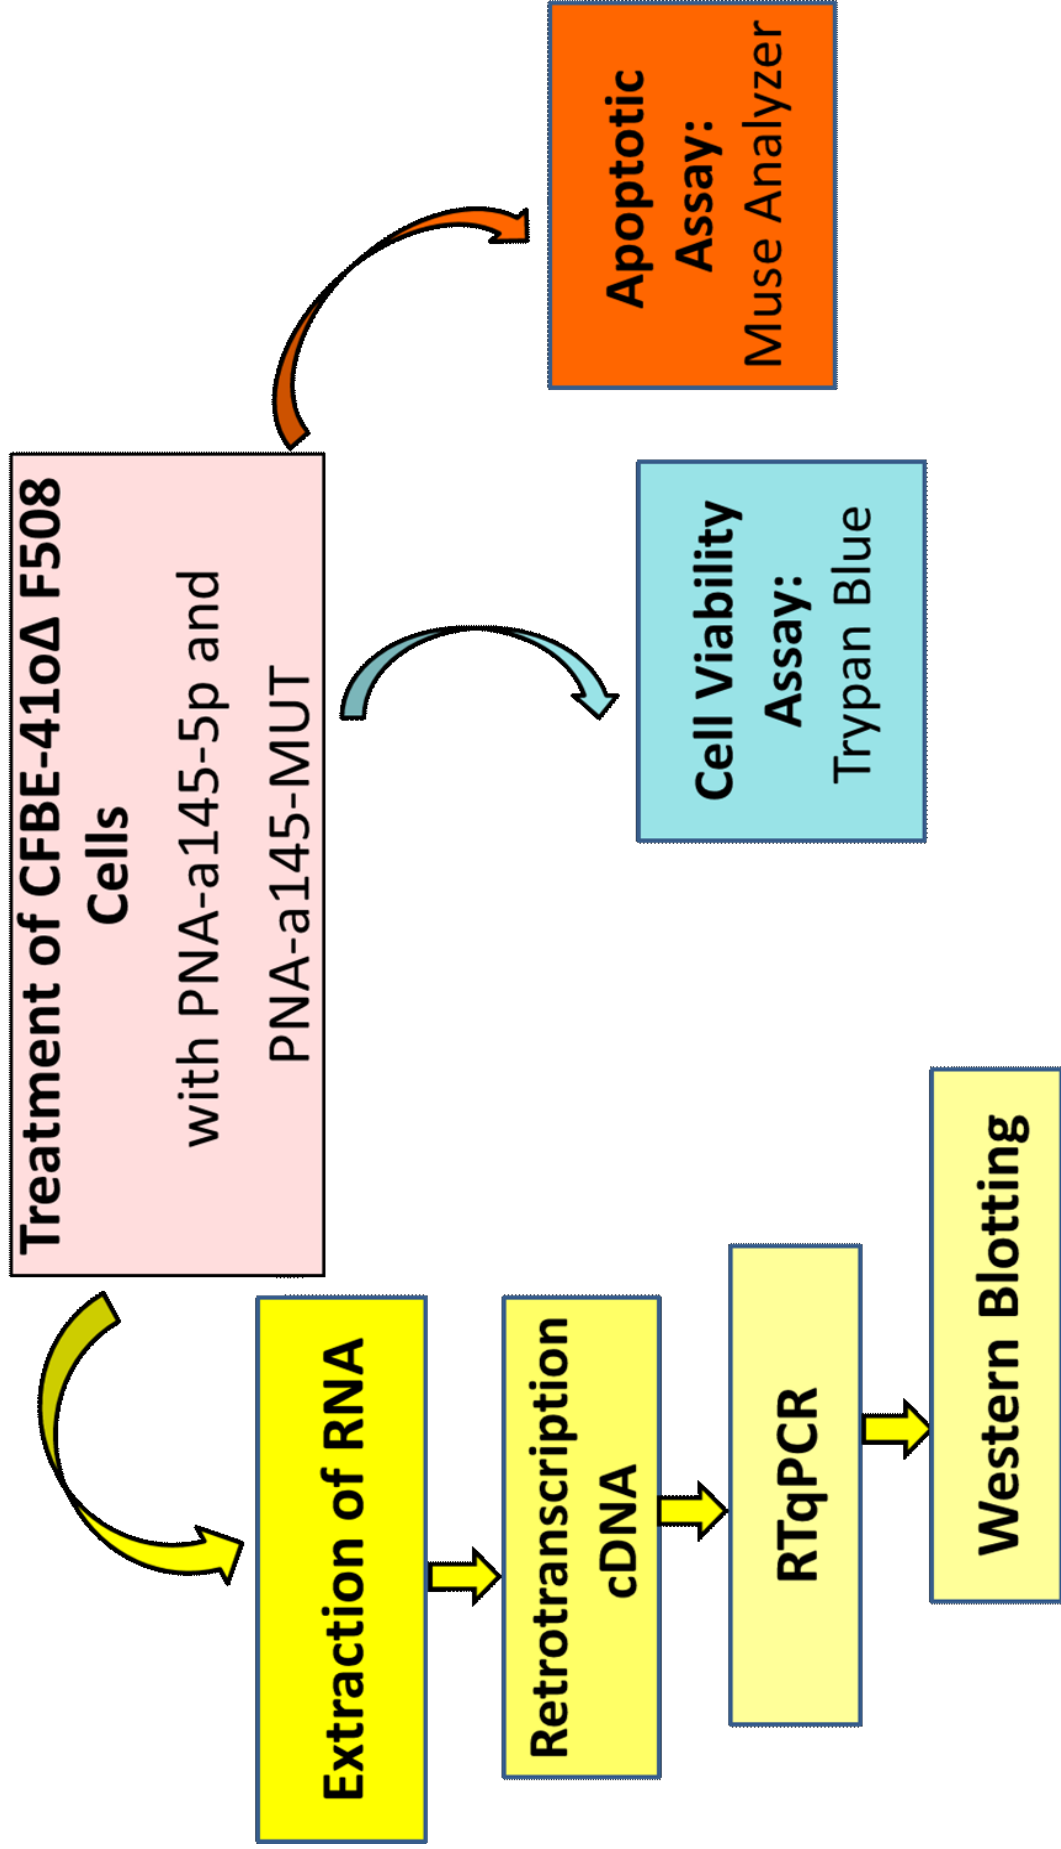 Treatment of CFBE-41oΔ F508
Cells
with PNA-a145-5p and
PNA-a145-MUT
Extraction of RNA
Retrotranscription
cDNA
RTqPCR
Western Blotting
Cell Viability
Assay:
Trypan Blue
Apoptotic
Assay:
Muse Analyzer